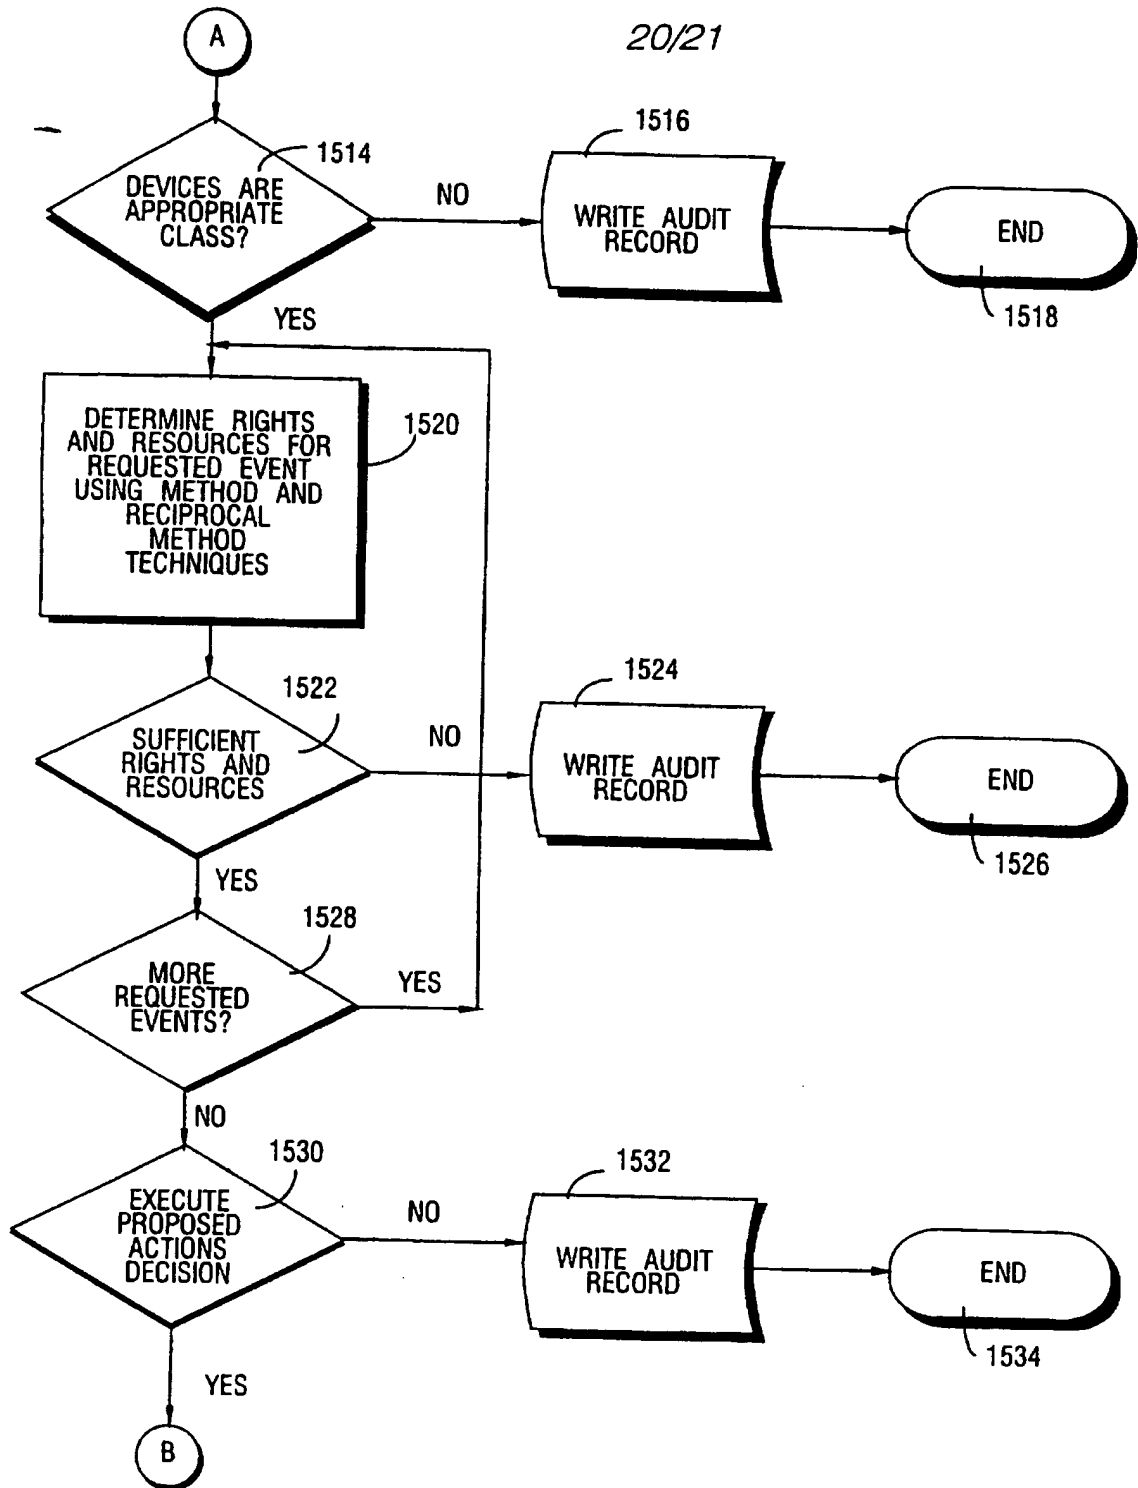 A
20/21
1514
DEVICES ARE
APPROPRIATE
CLASS?
NO
1516
WRITE AUDIT
RECORD
END
1518
YES
DETERMINE RIGHTS
AND RESOURCES FOR
REQUESTED EVENT
USING METHOD AND
RECIPROCAL
METHOD
TECHNIQUES
1520
1522
SUFFICIENT
RIGHTS AND
RESOURCES
NO
1524
WRITE AUDIT
RECORD
END
1526
YES
1528
MORE
REQUESTED
EVENTS?
YES
NO
1530
EXECUTE
PROPOSED
ACTIONS
DECISION
NO
1532
WRITE AUDIT
RECORD
END
1534
YES
B